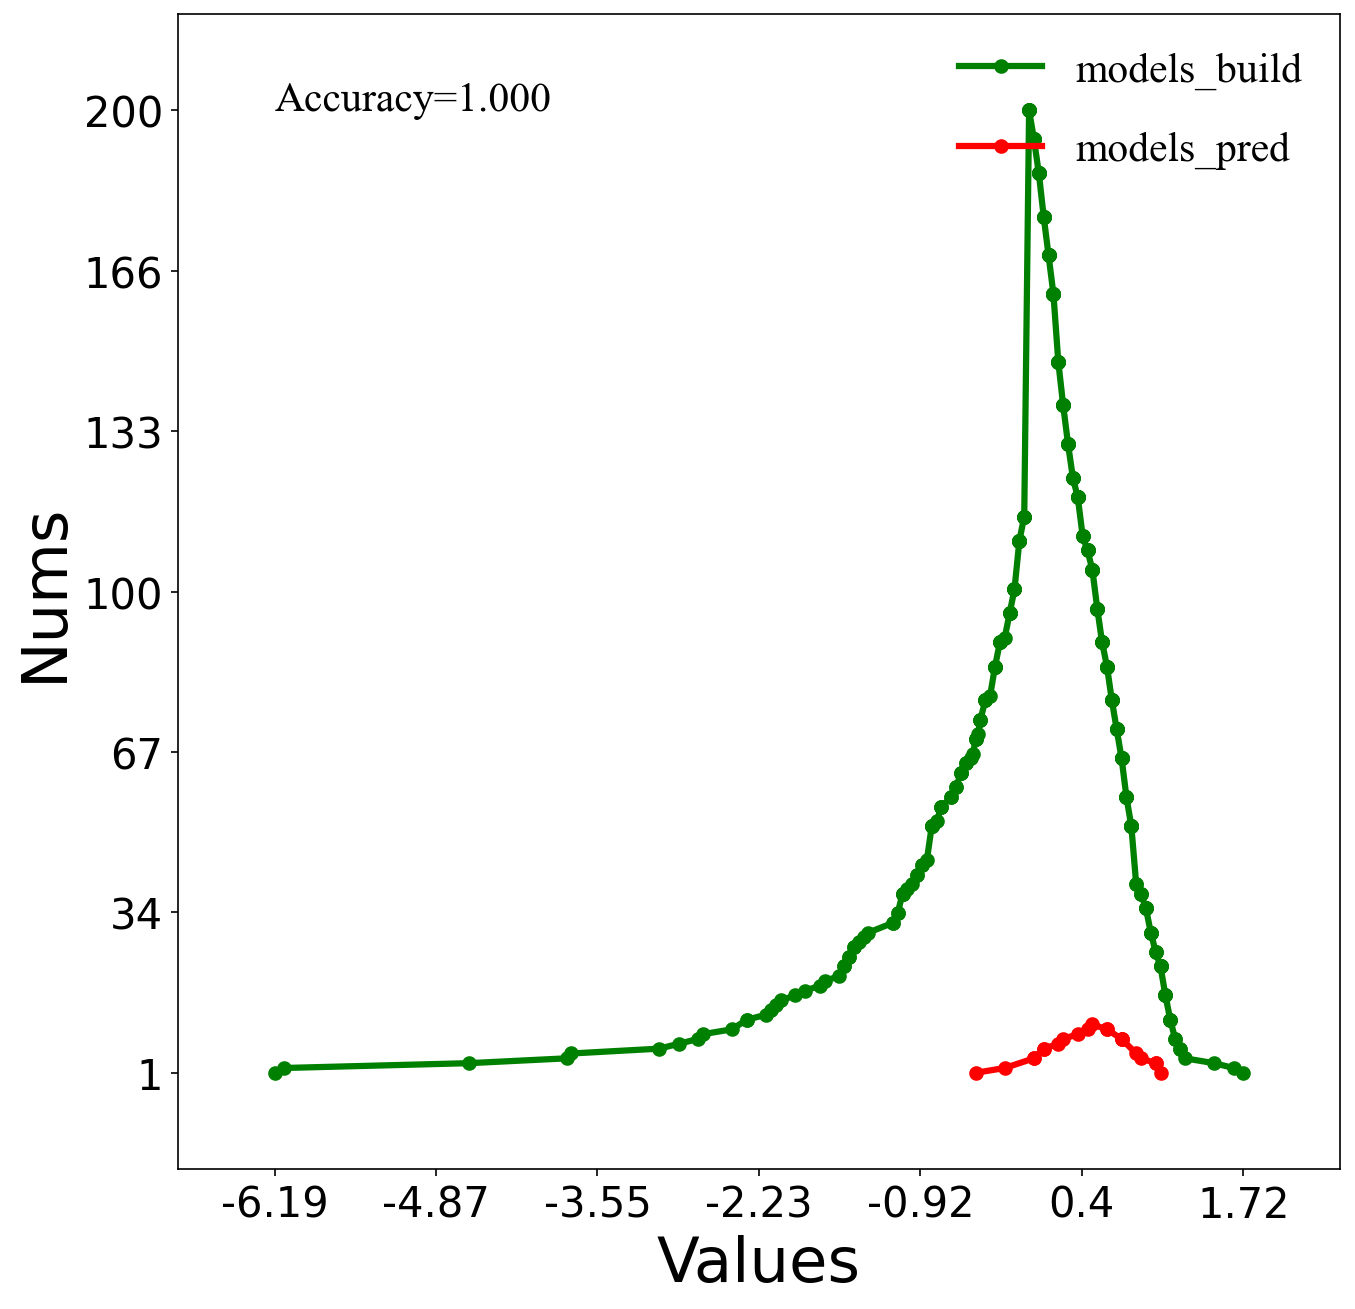 Accuracy=1.000
models_build
models_pred
200
166
133
100
67
34
1
Nums
-6.19 -4.87 -3.55 -2.23 -0.92 0.4 1.72
Values